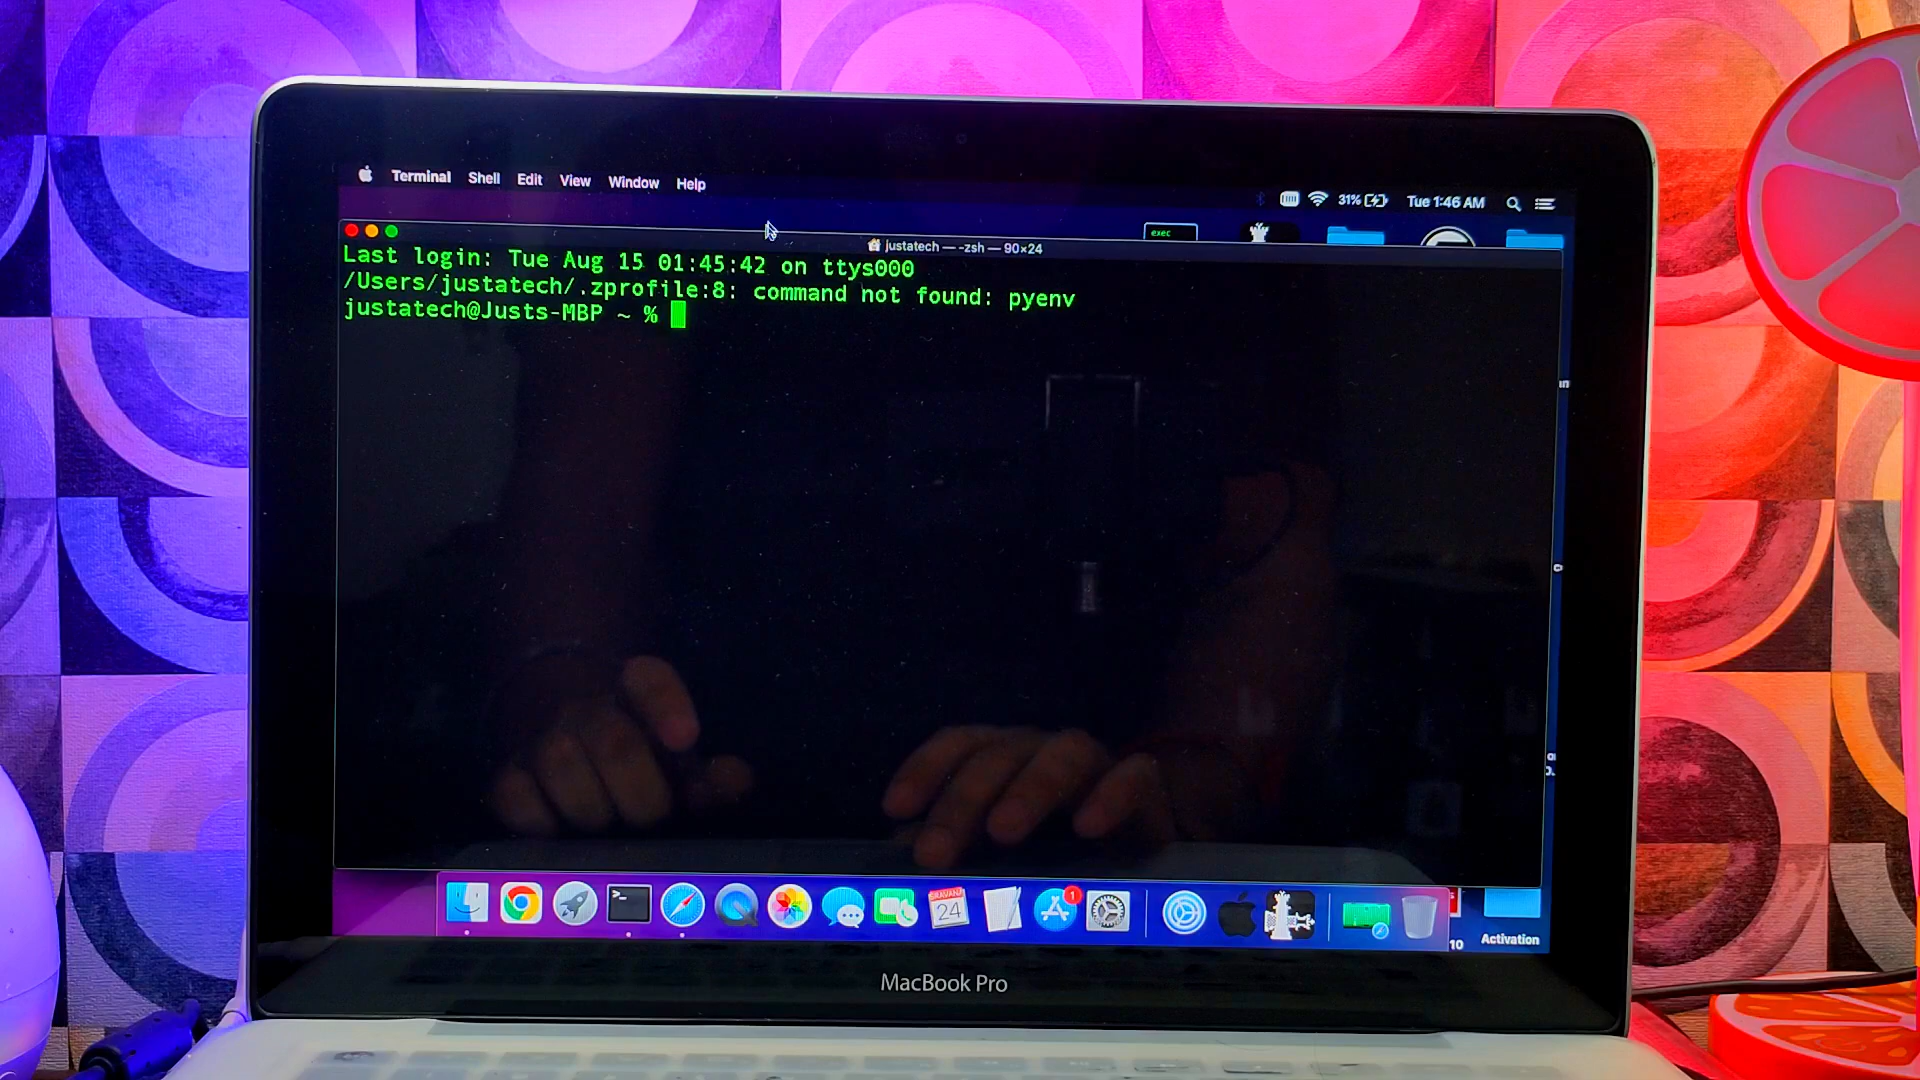 Terminal Shell Edit View Window Help
31% Tue 1:46 AM
exec
justatech — -zsh — 90×24
Last login: Tue Aug 15 01:45:42 on ttys000
/Users/justatech/.zprofile:8: command not found: pyenv
justatech@Justs-MBP ~ %
24
1
10
Activation
MacBook Pro